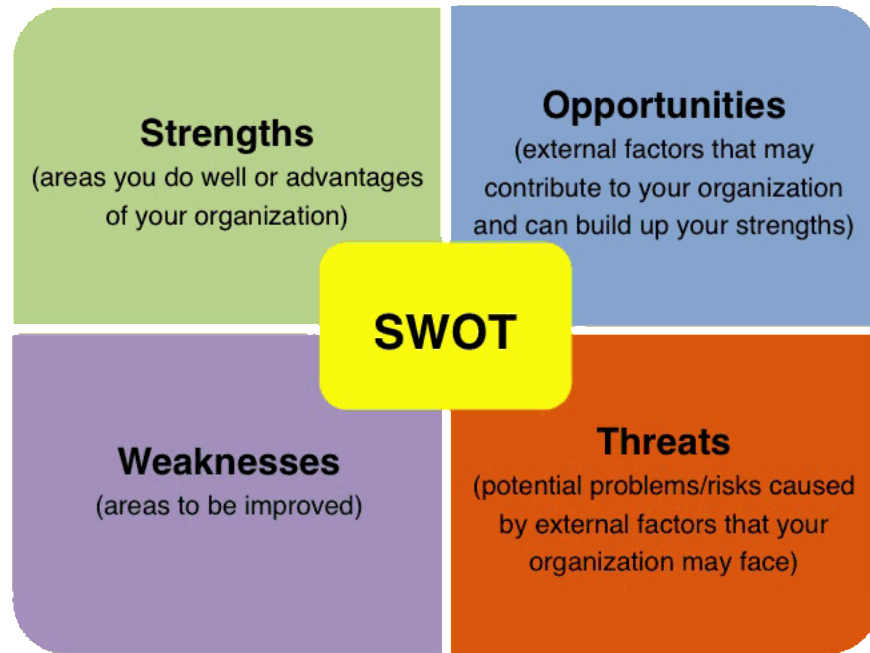 Strengths
(areas you do well or advantages
of your organization)
Opportunities
(external factors that may
contribute to your organization
and can build up your strengths)
SWOT
Weaknesses
(areas to be improved)
Threats
(potential problems/risks caused
by external factors that your
organization may face)